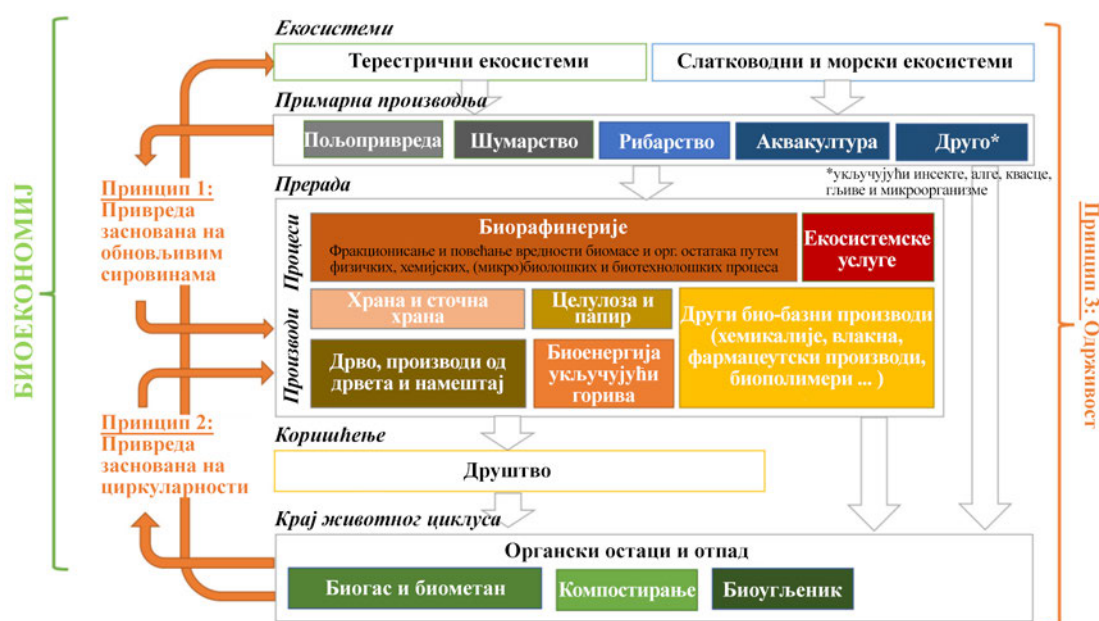 Екосистеми
Терестрични екосистеми
Слатководни и морски екосистеми
Примарна производња
Пољопривреда
Шумарство
Рибарство
Аквакултура
Друго*
*укључујући инсекте, алге, квасце,
гљиве и микроорганизме
Прерада
Процеси
Биорафинерије
Фракционисање и повећање вредности биомасе и орг. остатака путем
физичких, хемијских, (микро)биолошких и биотехнолошких процеса
Екосистемске
услуге
Производи
Храна и сточна
храна
Целулоза и
папир
Други био-базни производи
(хемикалије, влакна,
фармацеутски производи,
биополимери ... )
Дрво, производи од
дрвета и намештај
Биоенергија
укључујући
горива
Коришћење
Друштво
Крај животног циклуса
Органски остаци и отпад
Биогас и биометан
Компостирање
Биоугљеник
БИОЕКОНОМИЈ
Принцип 1:
Привреда
заснована на
обновљивим
сировинама
Принцип 2:
Привреда
заснована на
циркуларности
Принцип 3: Одрживост